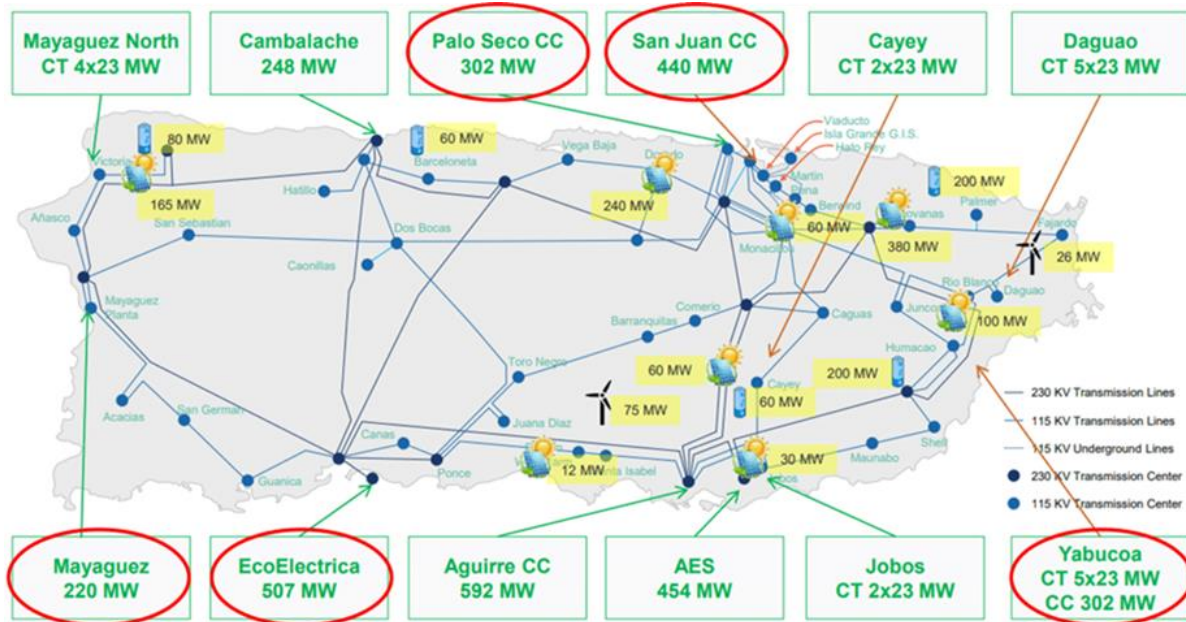 Mayaguez North
CT 4x23 MW
Cambalache
248 MW
Palo Seco CC
302 MW
San Juan CC
440 MW
Cayey
CT 2x23 MW
Daguao
CT 5x23 MW
80 MW
60 MW
Viaducto
Isla Grande G.I.S.
Hato Rey
Victoria
Barceloneta
Vega Baja
Martin
Pena
200 MW
165 MW
Hatillo
240 MW
Berwind
Palmer
Añasco
San Sebastian
Dos Bocas
Monacillos
60 MW
380 MW
Fajardo
26 MW
Caonillas
Rio Blanco
Daguao
Mayaguez
Planta
Comerio
Caguas
Juncos
100 MW
Barranquitas
Humacao
Toro Negro
60 MW
200 MW
Cayey
60 MW
75 MW
Acacias
San German
Juana Diaz
Canas
Shell
Maunabo
Ponce
12 MW
Isabel
30 MW
Guanica
230 KV Transmission Lines
115 KV Transmission Lines
115 KV Underground Lines
230 KV Transmission Center
115 KV Transmission Center
Mayaguez
220 MW
EcoElectrica
507 MW
Aguirre CC
592 MW
AES
454 MW
Jobos
CT 2x23 MW
Yabucoa
CT 5x23 MW
CC 302 MW